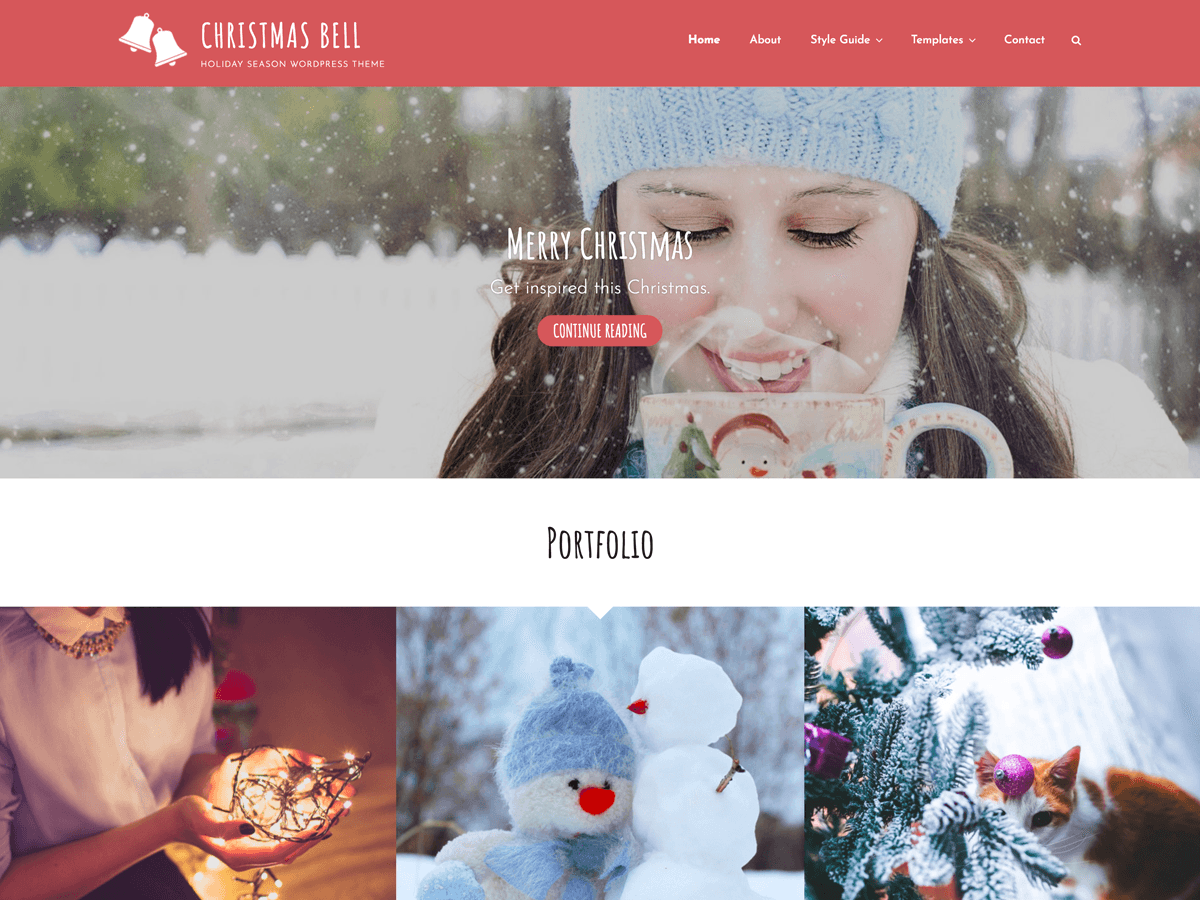 CHRISTMAS BELL
HOLIDAY SEASON WORDPRESS THEME
Home About Style Guide Templates Contact
MERRY CHRISTMAS
Get inspired this Christmas.
CONTINUE READING
PORTFOLIO